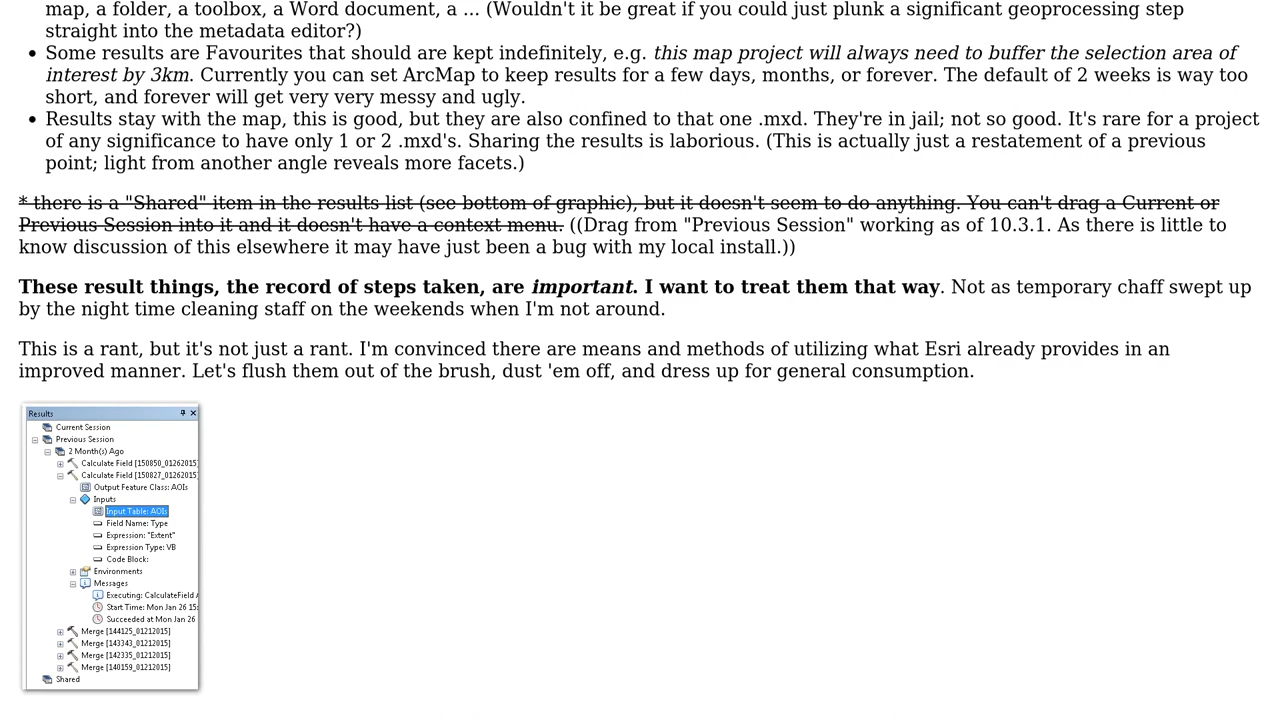 map, a folder, a toolbox, a Word document, a ... (Wouldn't it be great if you could just plunk a significant geoprocessing step
straight into the metadata editor?)
• Some results are Favourites that should are kept indefinitely, e.g. this map project will always need to buffer the selection area of
interest by 3km. Currently you can set ArcMap to keep results for a few days, months, or forever. The default of 2 weeks is way too
short, and forever will get very very messy and ugly.
• Results stay with the map, this is good, but they are also confined to that one .mxd. They're in jail; not so good. It's rare for a project
of any significance to have only 1 or 2 .mxd's. Sharing the results is laborious. (This is actually just a restatement of a previous
point; light from another angle reveals more facets.)
* there is a "Shared" item in the results list (see bottom of graphic), but it doesn't seem to do anything. You can't drag a Current or
Previous Session into it and it doesn't have a context menu. ((Drag from "Previous Session" working as of 10.3.1. As there is little to
know discussion of this elsewhere it may have just been a bug with my local install.))
These result things, the record of steps taken, are important. I want to treat them that way. Not as temporary chaff swept up
by the night time cleaning staff on the weekends when I'm not around.
This is a rant, but it's not just a rant. I'm convinced there are means and methods of utilizing what Esri already provides in an
improved manner. Let's flush them out of the brush, dust 'em off, and dress up for general consumption.
Results
Current Session
Previous Session
2 Month(s) Ago
Calculate Field [150850_01262015]
Calculate Field [150827_01262015]
Output Feature Class: AOIs
Inputs
Input Table: AOIs
Field Name: Type
Expression: "Extent"
Expression Type: VB
Code Block:
Environments
Messages
Executing: CalculateField
Start Time: Mon Jan 26 15:
Succeeded at Mon Jan 26
Merge [144125_01212015]
Merge [143343_01212015]
Merge [142335_01212015]
Merge [140159_01212015]
Shared